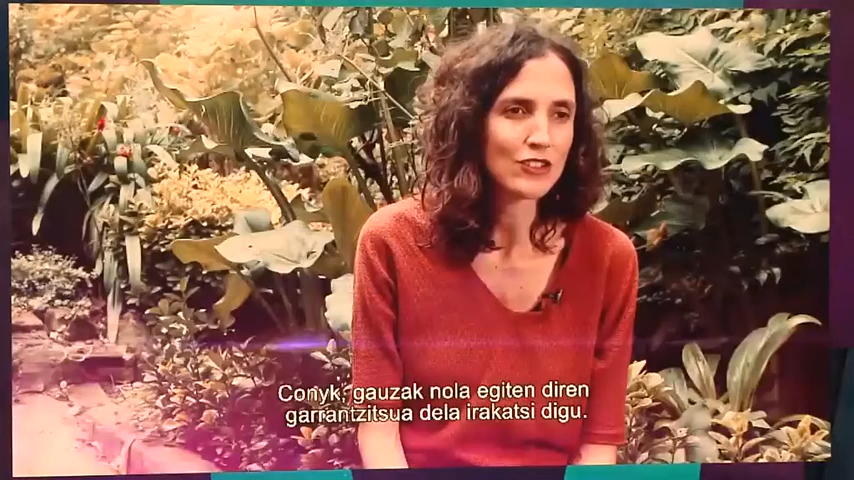 Conyk, gauzak nola egiten diren
garrantzitsua dela irakatsi digu.